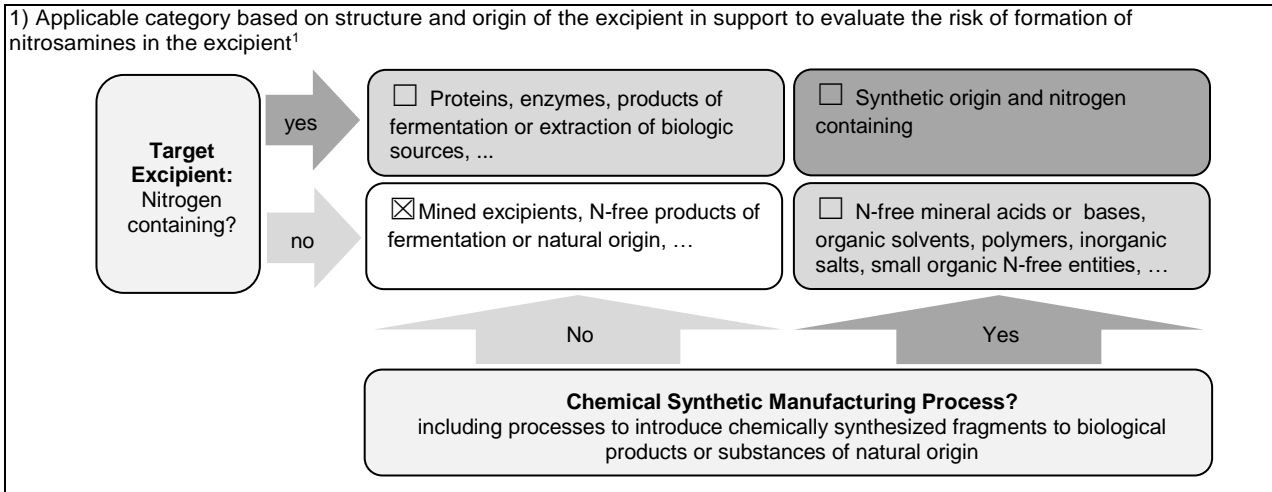 1) Applicable category based on structure and origin of the excipient in support to evaluate the risk of formation of
nitrosamines in the excipient1
Target
Excipient:
Nitrogen
containing?
yes
no
☐ Proteins, enzymes, products of
fermentation or extraction of biologic
sources, ...
☐ Synthetic origin and nitrogen
containing
☒Mined excipients, N-free products of
fermentation or natural origin, …
☐ N-free mineral acids or bases,
organic solvents, polymers, inorganic
salts, small organic N-free entities, …
No
Yes
Chemical Synthetic Manufacturing Process?
including processes to introduce chemically synthesized fragments to biological
products or substances of natural origin